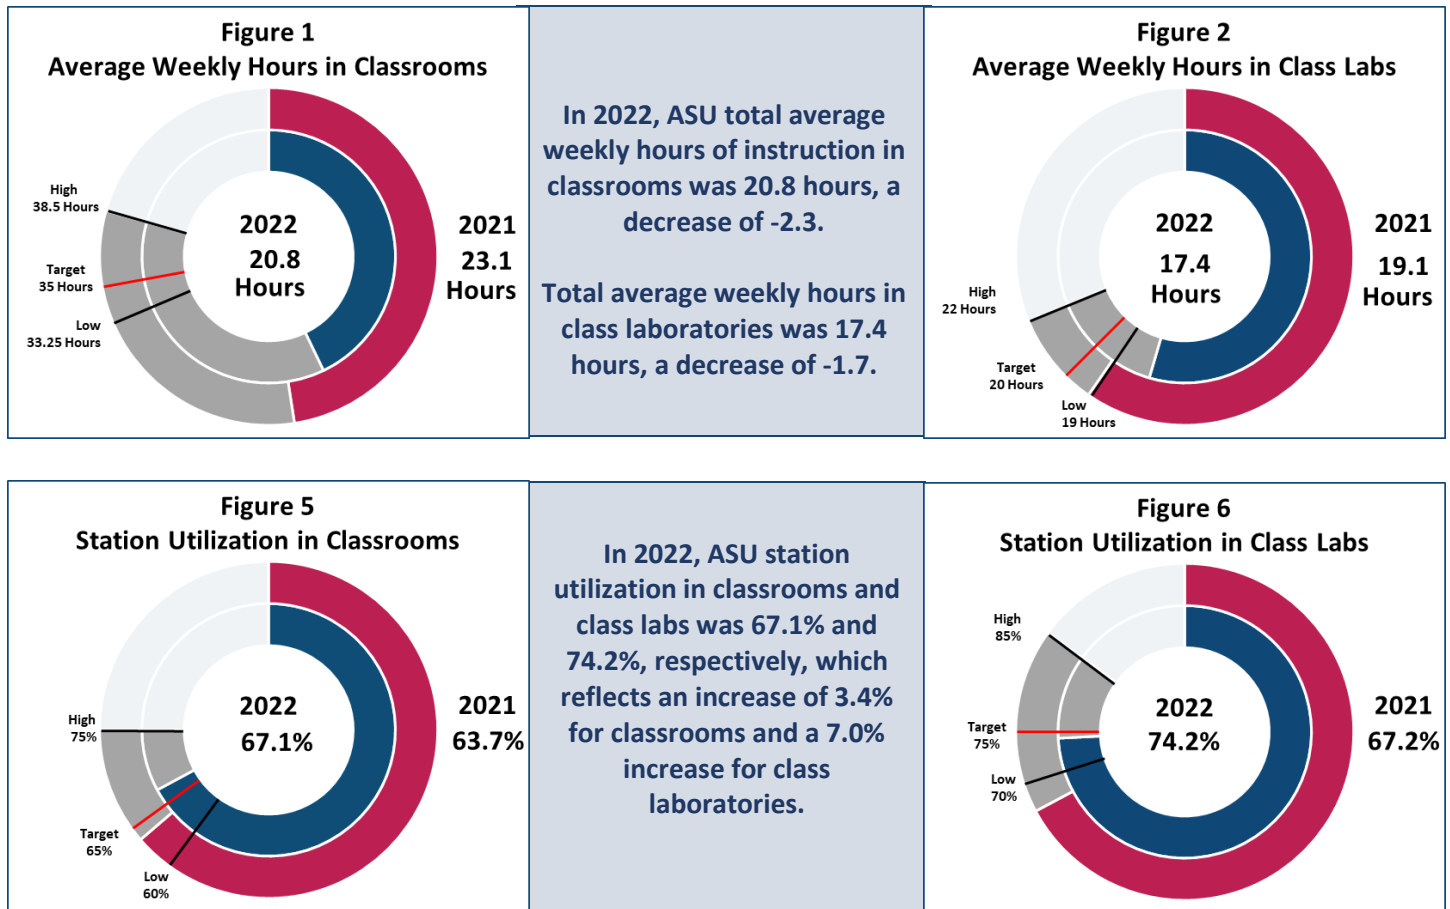 Figure 1
Average Weekly Hours in Classrooms
High
38.5 Hours
Target
35 Hours
Low
33.25 Hours
2022
20.8
Hours
2021
23.1
Hours
In 2022, ASU total average
weekly hours of instruction in
classrooms was 20.8 hours, a
decrease of -2.3.
Total average weekly hours in
class laboratories was 17.4
hours, a decrease of -1.7.
Figure 2
Average Weekly Hours in Class Labs
2022
17.4
Hours
2021
19.1
Hours
High
22 Hours
Target
20 Hours
Low
19 Hours
Figure 5
Station Utilization in Classrooms
2022
67.1%
2021
63.7%
High
75%
Target
65%
Low
60%
In 2022, ASU station
utilization in classrooms and
class labs was 67.1% and
74.2%, respectively, which
reflects an increase of 3.4%
for classrooms and a 7.0%
increase for class
laboratories.
Figure 6
Station Utilization in Class Labs
High
85%
Target
75%
Low
70%
2022
74.2%
2021
67.2%